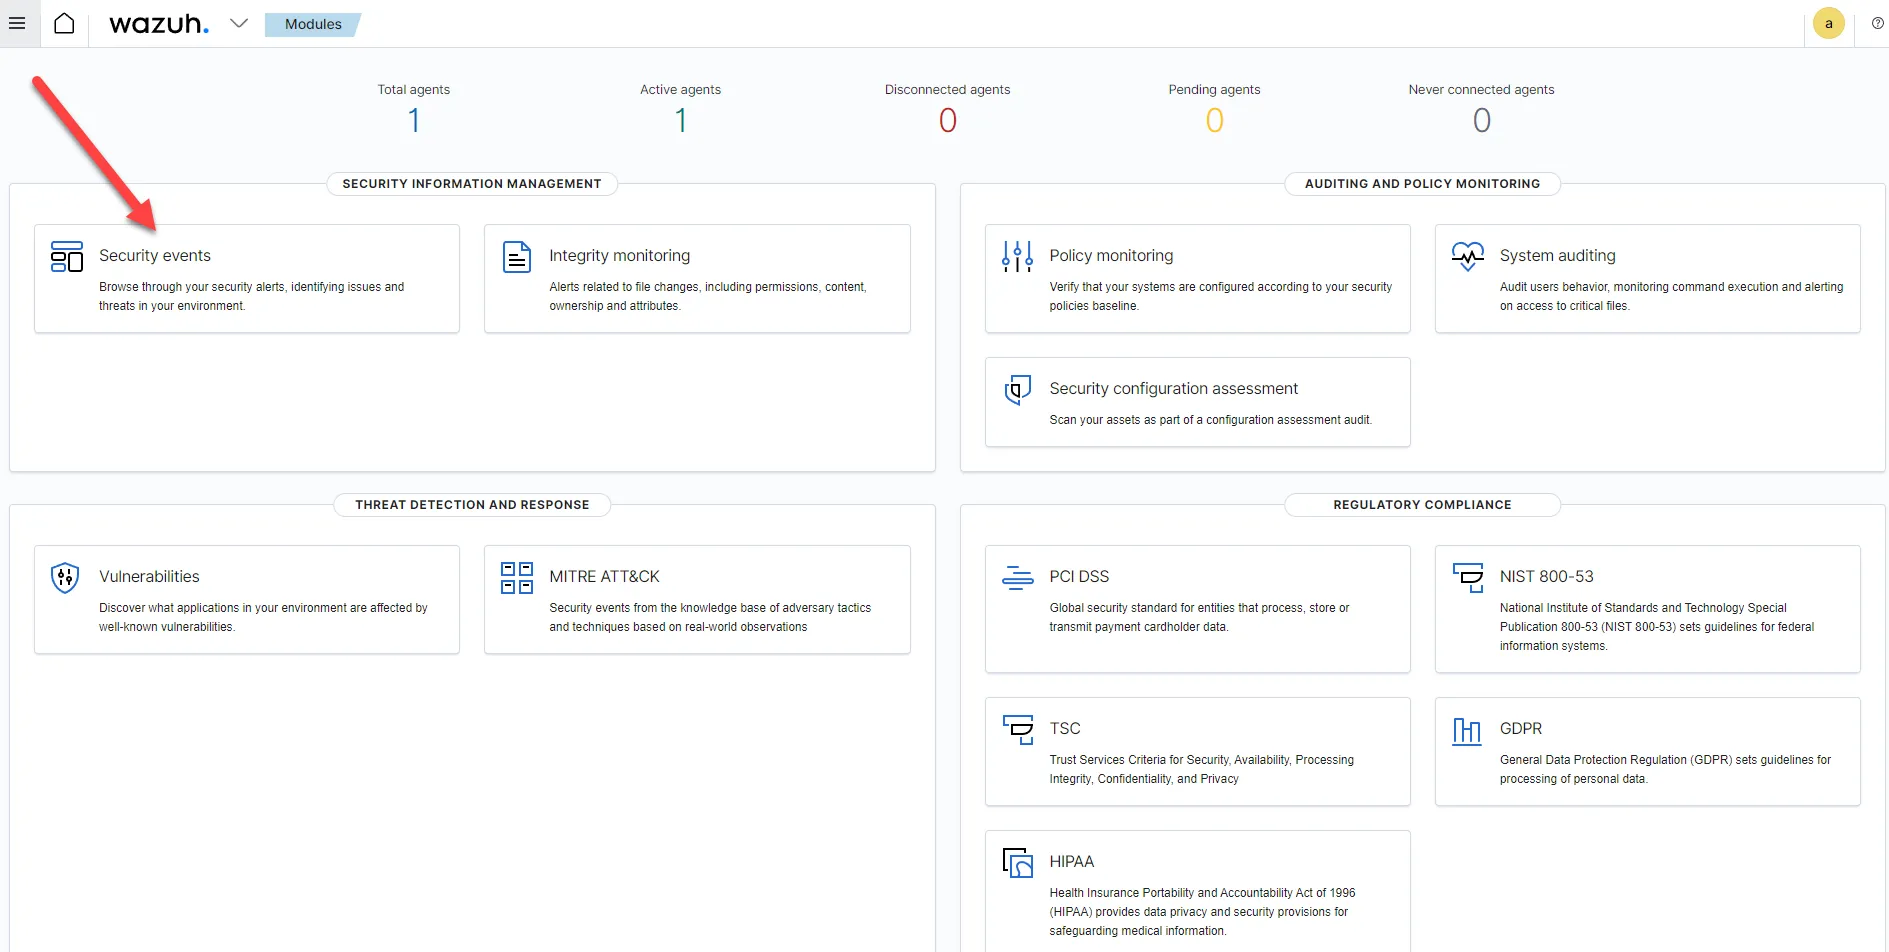 wazuh.
Modules
a
Total agents
1
Active agents
1
Disconnected agents
0
Pending agents
0
Never connected agents
0
SECURITY INFORMATION MANAGEMENT
Security events
Browse through your security alerts, identifying issues and
threats in your environment.
Integrity monitoring
Alerts related to file changes, including permissions, content,
ownership and attributes.
AUDITING AND POLICY MONITORING
Policy monitoring
Verify that your systems are configured according to your security
policies baseline.
System auditing
Audit users behavior, monitoring command execution and alerting
on access to critical files.
Security configuration assessment
Scan your assets as part of a configuration assessment audit.
THREAT DETECTION AND RESPONSE
Vulnerabilities
Discover what applications in your environment are affected by
well-known vulnerabilities.
MITRE ATT&CK
Security events from the knowledge base of adversary tactics
and techniques based on real-world observations
REGULATORY COMPLIANCE
PCI DSS
Global security standard for entities that process, store or
transmit payment cardholder data.
NIST 800-53
National Institute of Standards and Technology Special
Publication 800-53 (NIST 800-53) sets guidelines for federal
information systems.
TSC
Trust Services Criteria for Security, Availability, Processing
Integrity, Confidentiality, and Privacy
GDPR
General Data Protection Regulation (GDPR) sets guidelines for
processing of personal data.
HIPAA
Health Insurance Portability and Accountability Act of 1996
(HIPAA) provides data privacy and security provisions for
safeguarding medical information.